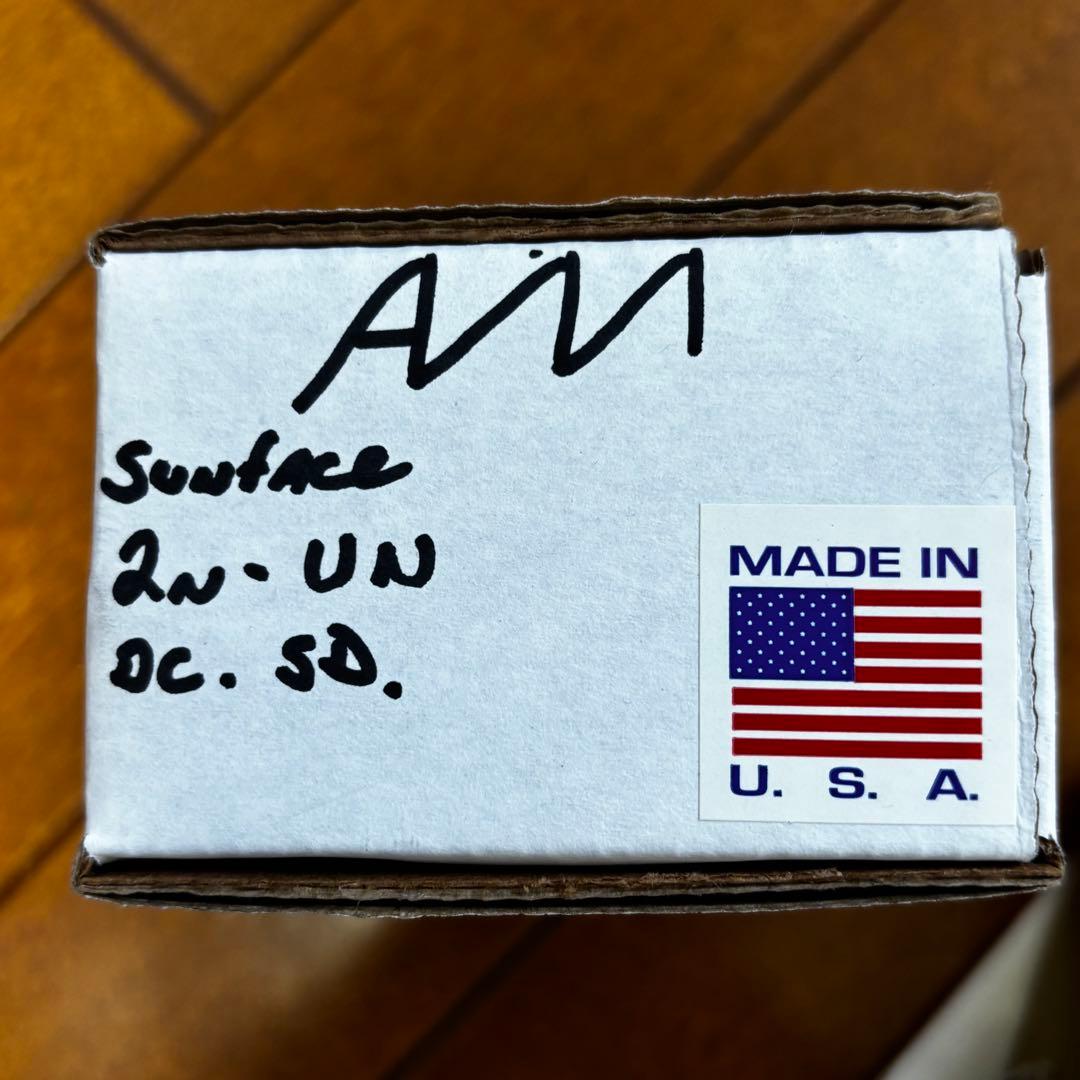 AM
Sunface
2N-UN
DC. SD.
MADE IN
U. S. A.